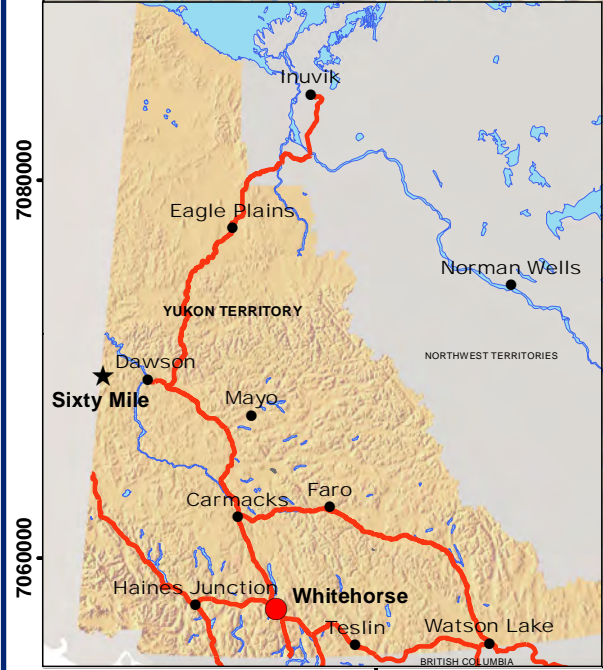 Inuvik
7080000
Eagle Plains
Norman Wells
YUKON TERRITORY
NORTHWEST TERRITORIES
Dawson
Sixty Mile
Mayo
Carmacks
Faro
7060000
Haines Junction
Whitehorse
Teslin
Watson Lake
BRITISH COLUMBIA